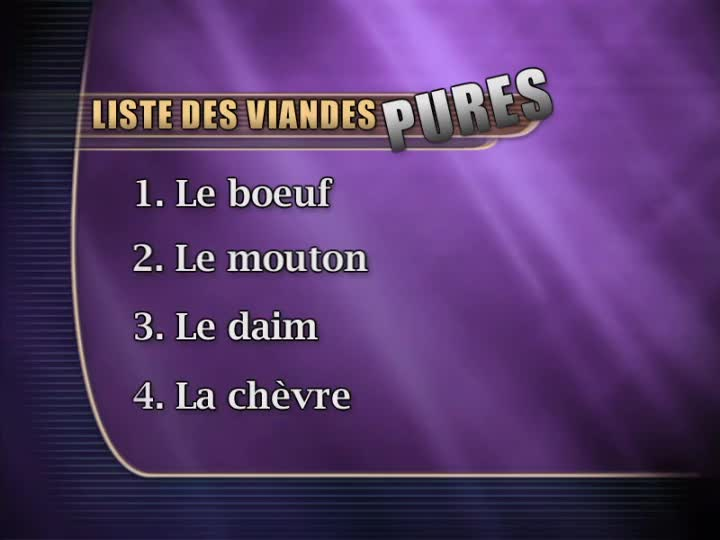 LISTE DES VIANDES PURES
1. Le boeuf
2. Le mouton
3. Le daim
4. La chèvre